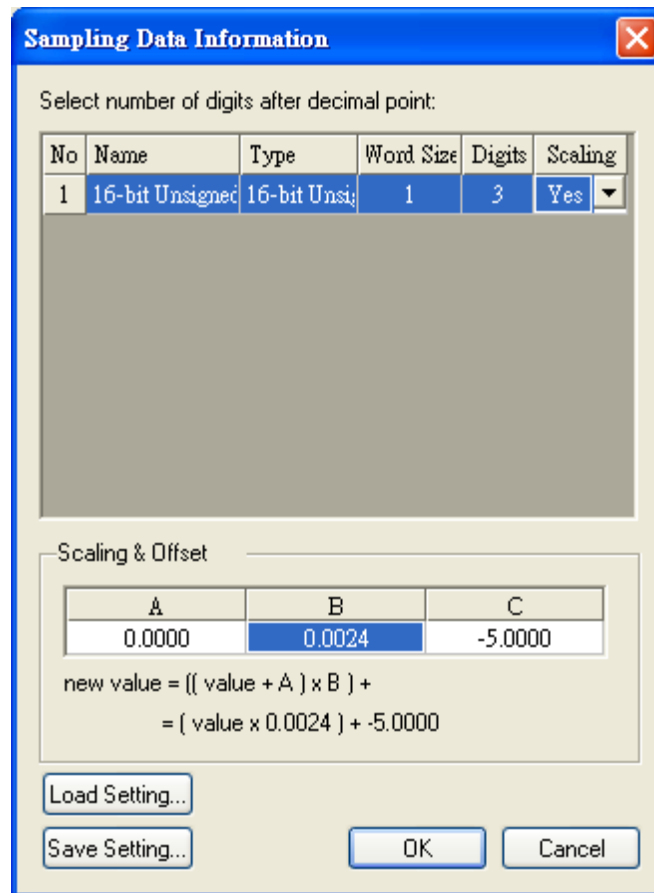 Sampling Data Information
Select number of digits after decimal point:
No Name Type Word Size Digits Scaling
1 16-bit Unsigned 16-bit Unsi 1 3 Yes
Scaling & Offset
A B C
0.0000 0.0024 -5.0000
new value = (( value + A ) x B ) +
= ( value x 0.0024 ) + -5.0000
Load Setting...
Save Setting... OK Cancel